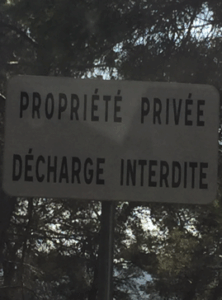 PROPRIÉTÉ PRIVÉE
DÉCHARGE INTERDITE